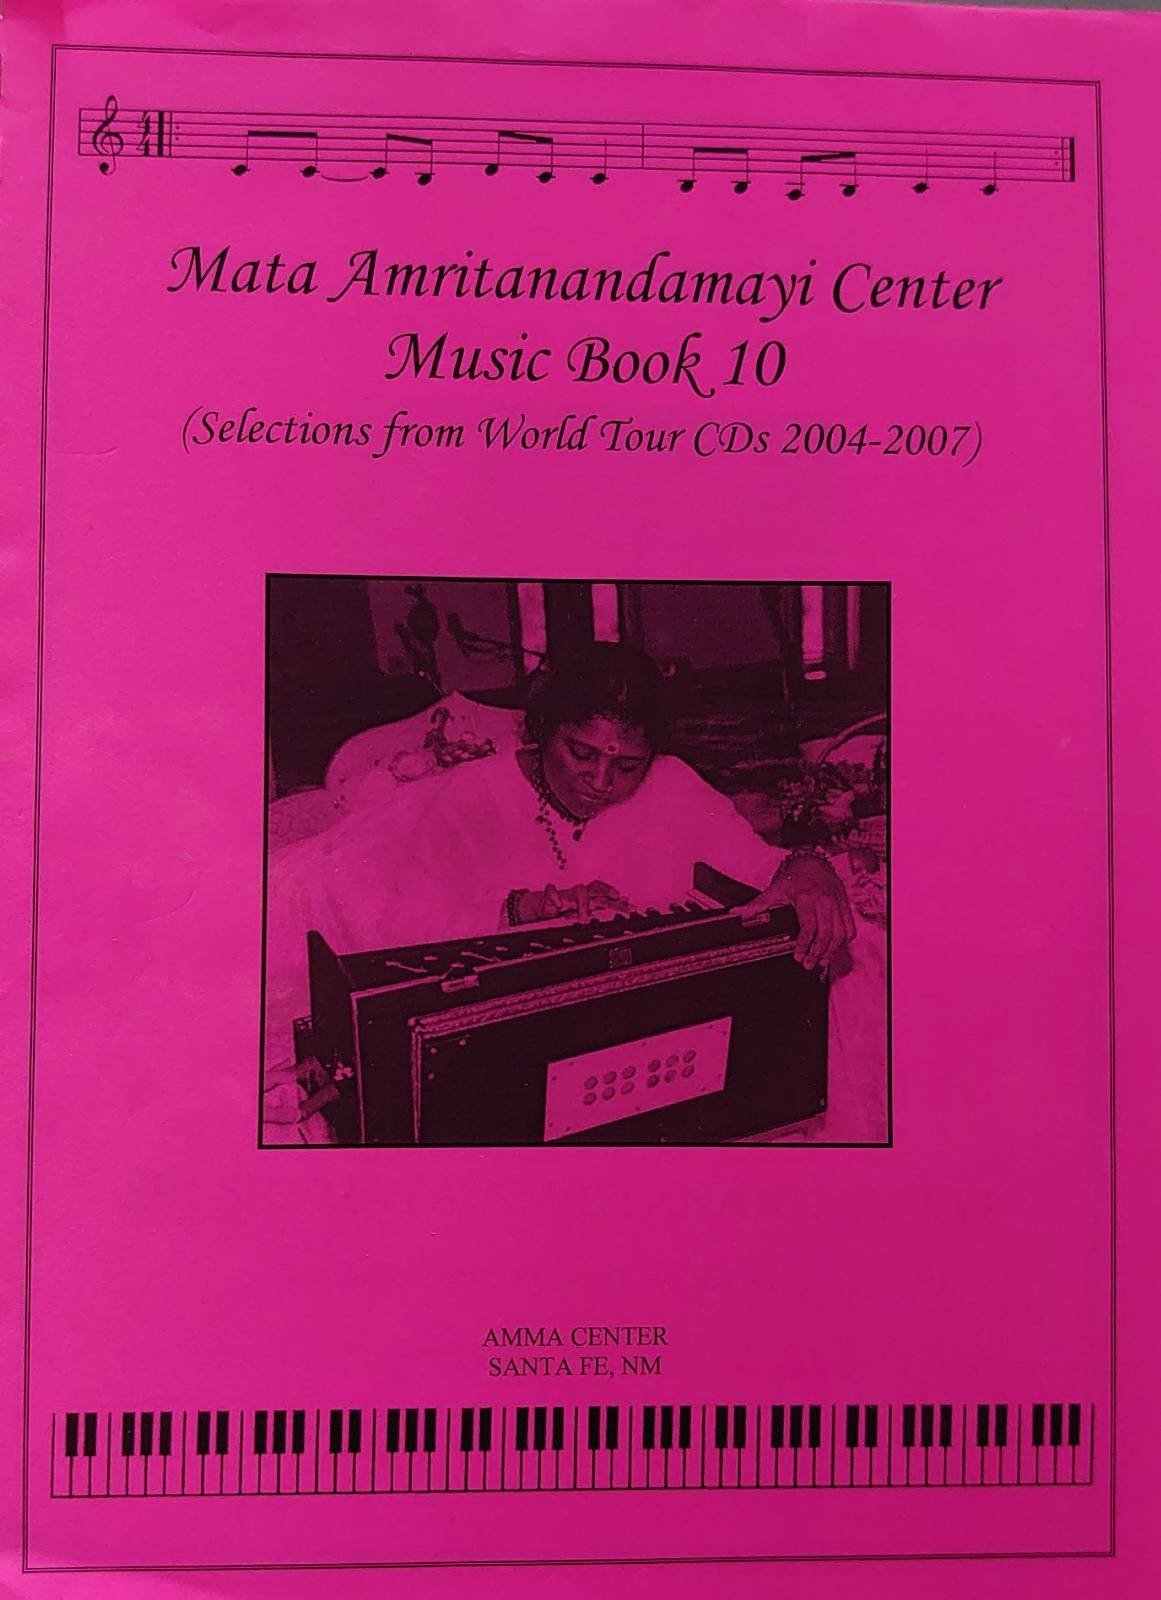 Mata Amritanandamayi Center
Music Book 10
(Selections from World Tour CDs 2004-2007)
AMMA CENTER
SANTA FE, NM